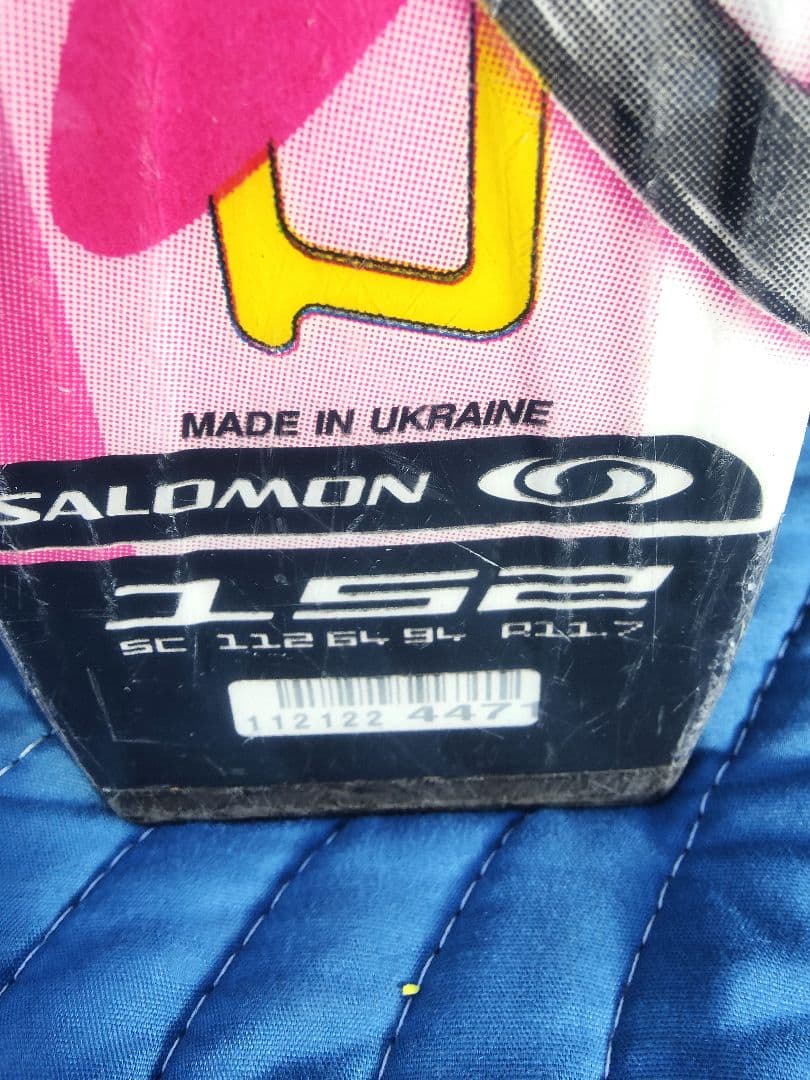 MADE IN UKRAINE
SALOMON
152
SC 112 64 94 R11.7
112122 4471